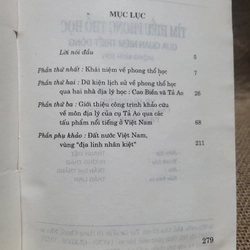 MỤC LỤC
Lời nói đầu 5
Phần thứ nhất: Khái niệm về phong thổ học 7
Phần thứ hai: Dữ kiện lịch sử về phong thổ học
qua hai nhà địa lý học: Cao Biền và Tả Ao 26
Phần thứ ba: Giới thiệu công trình khảo cứu
về môn địa lý của cụ Tả Ao qua các
tẩu phẩm nổi tiếng ở Việt Nam 68
Phần phụ khảo: Đất nước Việt Nam,
vùng "địa linh nhân kiệt" 211
279